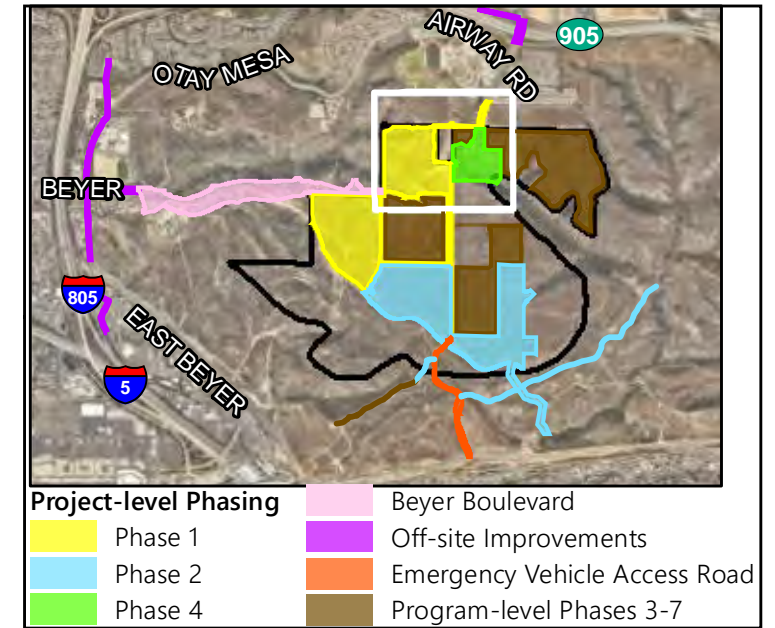 AIRWAY RD
905
OTAY MESA
BEYER
805
EAST BEYER
5
Project-level Phasing
Phase 1
Phase 2
Phase 4
Beyer Boulevard
Off-site Improvements
Emergency Vehicle Access Road
Program-level Phases 3-7